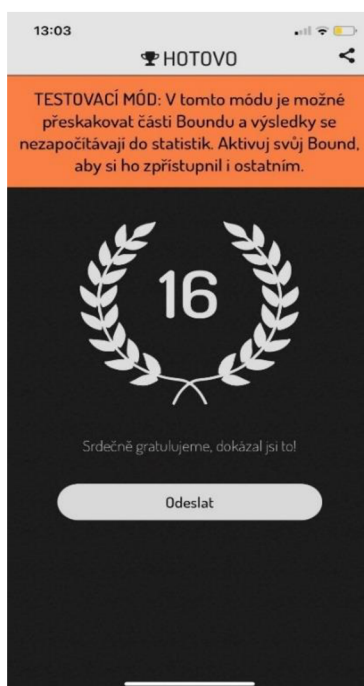 13:03
HOTOVO
TESTOVACÍ MÓD: V tomto módu je možné
přeskakovat části Boundu a výsledky se
nezapočítávají do statistik. Aktivuj svůj Bound,
aby si ho zpřístupnil i ostatním.
16
Srdečně gratulujeme, dokázal jsi to!
Odeslat